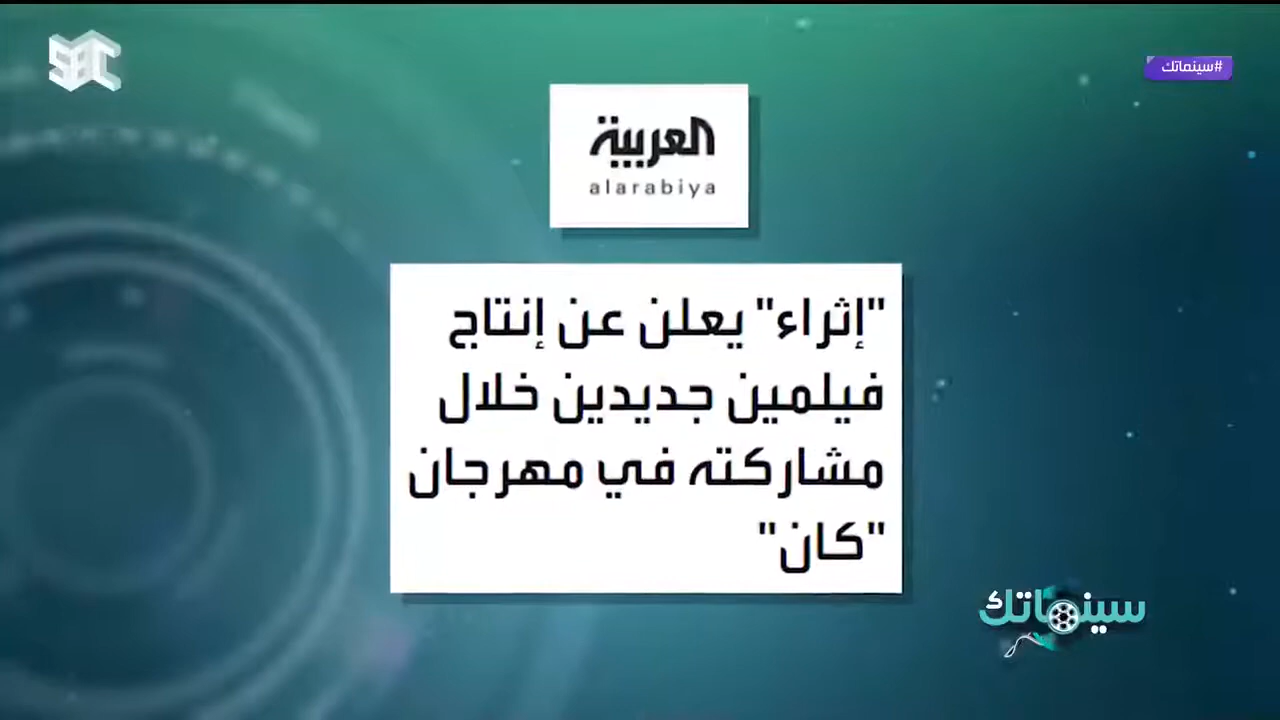 SBC
#سينماتك
العربية
alarabiya
"إثراء" يعلن عن إنتاج
فيلمين جديدين خلال
مشاركته في مهرجان
"كان"
سينماتك